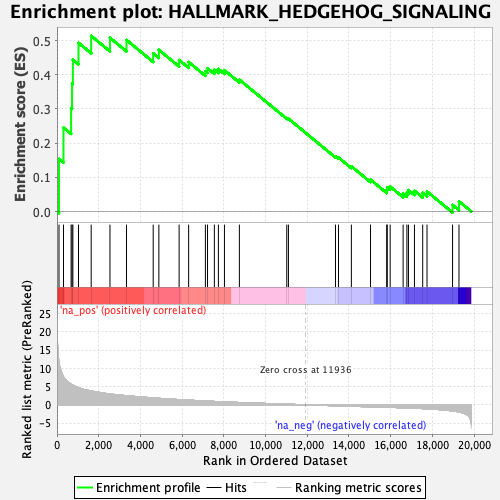 Enrichment plot: HALLMARK_HEDGEHOG_SIGNALING
Enrichment score (ES)
0.5
0.4
0.3
0.2
0.1
0.0
'na_pos' (positively correlated)
Ranked list metric (PreRanked)
25
20
15
10
5
0
-5
Zero cross at 11936
'na_neg' (negatively correlated)
0 2,000 4,000 6,000 8,000 10,000 12,000 14,000 16,000 18,000 20,000
Rank in Ordered Dataset
Enrichment profile Hits Ranking metric scores